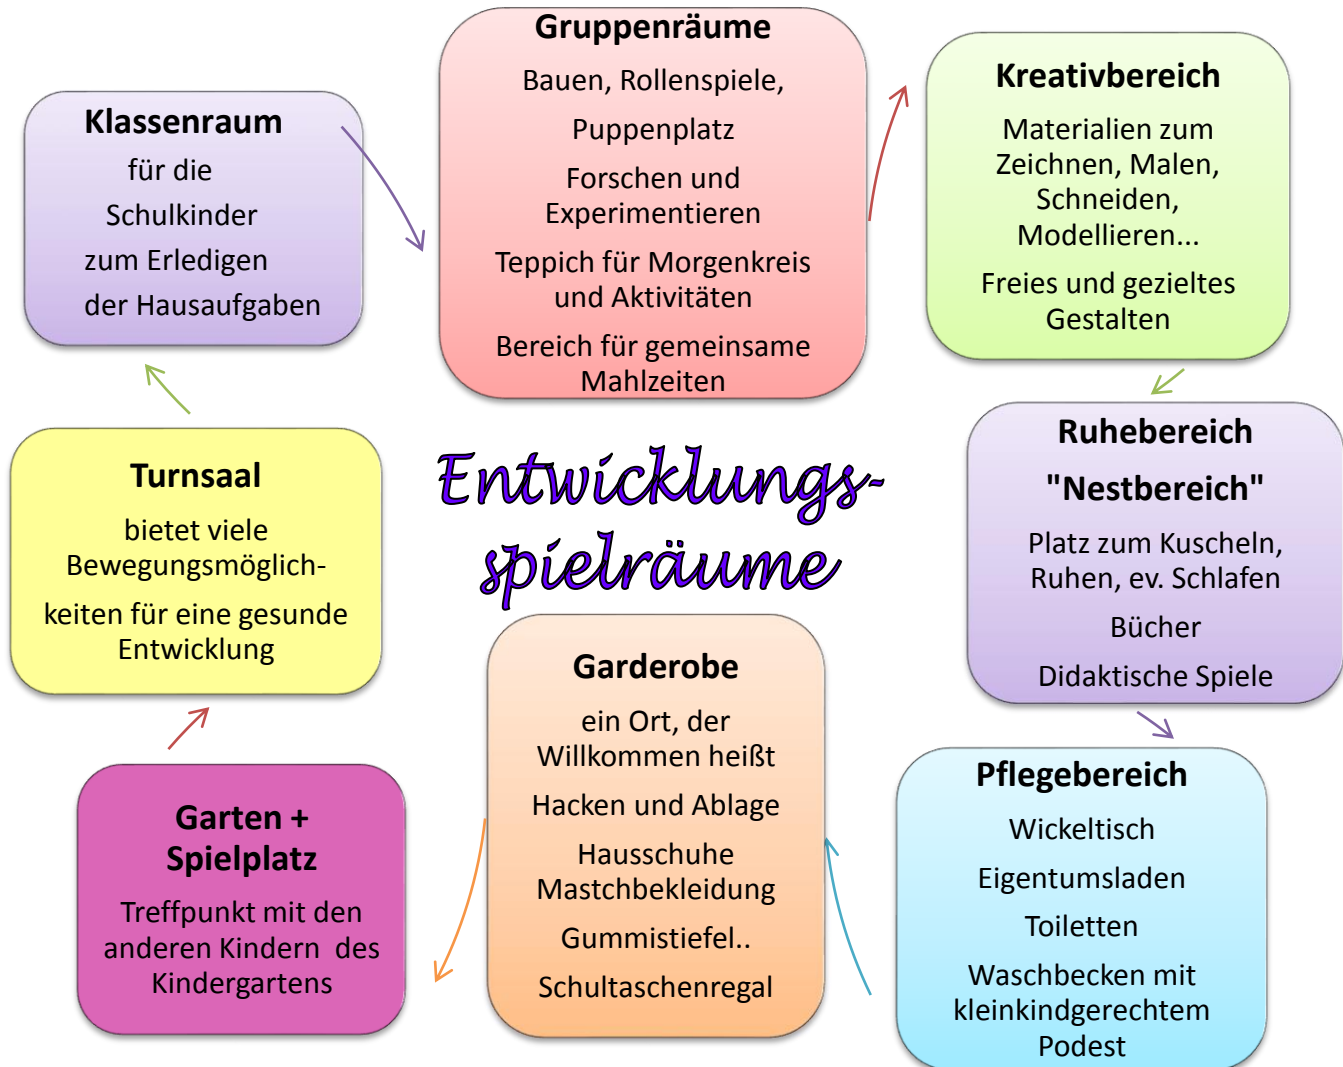 Gruppenräume
Bauen, Rollenspiele,
Puppenplatz
Forschen und
Experimentieren
Teppich für Morgenkreis
und Aktivitäten
Bereich für gemeinsame
Mahlzeiten
Kreativbereich
Materialien zum
Zeichnen, Malen,
Schneiden,
Modellieren...
Freies und gezieltes
Gestalten
Ruhebereich
"Nestbereich"
Platz zum Kuscheln,
Ruhen, ev. Schlafen
Bücher
Didaktische Spiele
Pflegebereich
Wickeltisch
Eigentumsladen
Toiletten
Waschbecken mit
kleinkindgerechtem
Podest
Garderobe
ein Ort, der
Willkommen heißt
Hacken und Ablage
Hausschuhe
Mastchbekleidung
Gummistiefel..
Schultaschenregal
Garten +
Spielplatz
Treffpunkt mit den
anderen Kindern des
Kindergartens
Turnsaal
bietet viele
Bewegungsmöglich-
keiten für eine gesunde
Entwicklung
Klassenraum
für die
Schulkinder
zum Erledigen
der Hausaufgaben
Entwicklungs-
spielräume